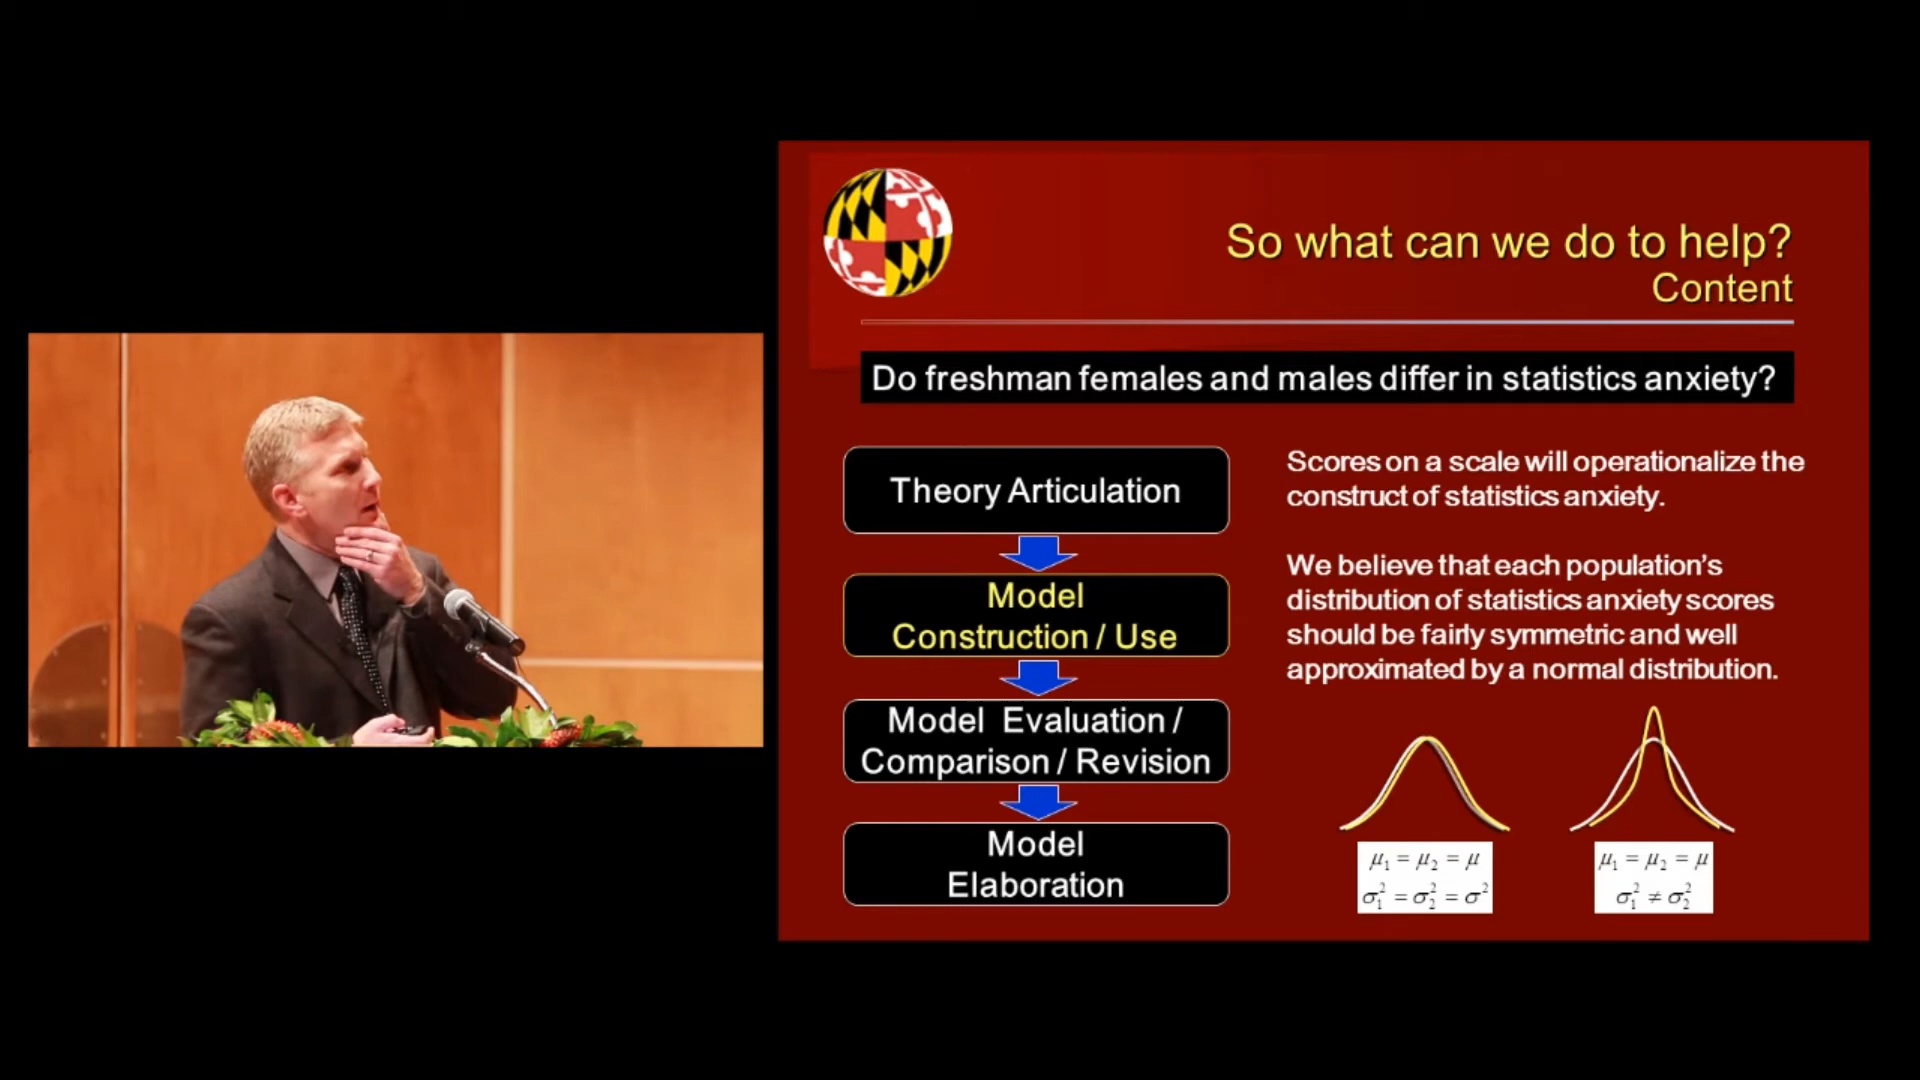 So what can we do to help?
Content
Do freshman females and males differ in statistics anxiety?
Theory Articulation
Model
Construction / Use
Model Evaluation /
Comparison / Revision
Model
Elaboration
Scores on a scale will operationalize the
construct of statistics anxiety.
We believe that each population's
distribution of statistics anxiety scores
should be fairly symmetric and well
approximated by a normal distribution.
μ₁ = μ₂ = μ
σ₁² = σ₂² = σ²
μ₁ = μ₂ = μ
σ₁² ≠ σ₂²